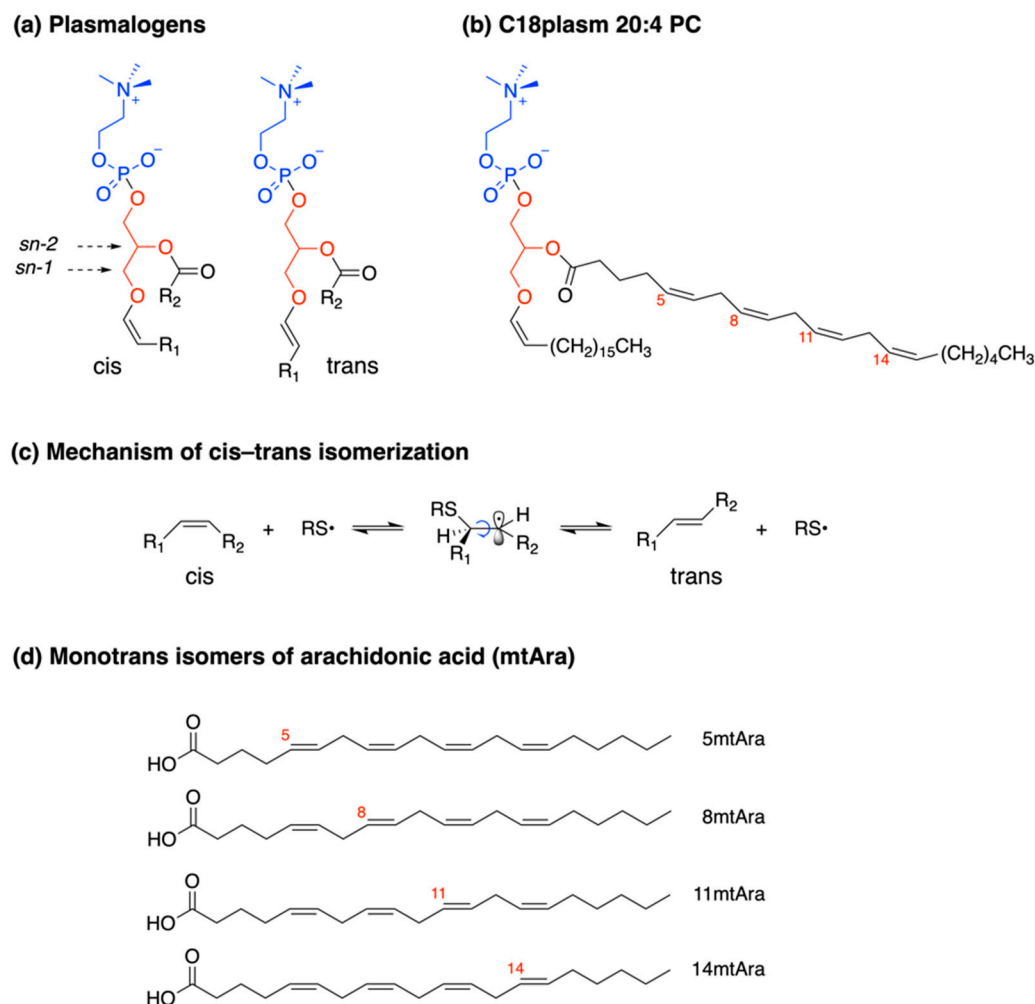 (a) Plasmalogens
(b) C18plasm 20:4 PC
N
+
O
P
O
O−
O
sn-2
sn-1
O
O
R2
O
R1
cis
N
+
O
P
O
O−
O
O
O
R2
O
R1
trans
N
+
O
P
O
O−
O
O
O
O
(CH2)15CH3
5
8
11
14
(CH2)4CH3
(c) Mechanism of cis–trans isomerization
R1
R2
cis
+
RS•
RS
H
R1
•
H
R2
R1
R2
trans
+
RS•
(d) Monotrans isomers of arachidonic acid (mtAra)
O
HO
5
5mtAra
O
HO
8
8mtAra
O
HO
11
11mtAra
O
HO
14
14mtAra